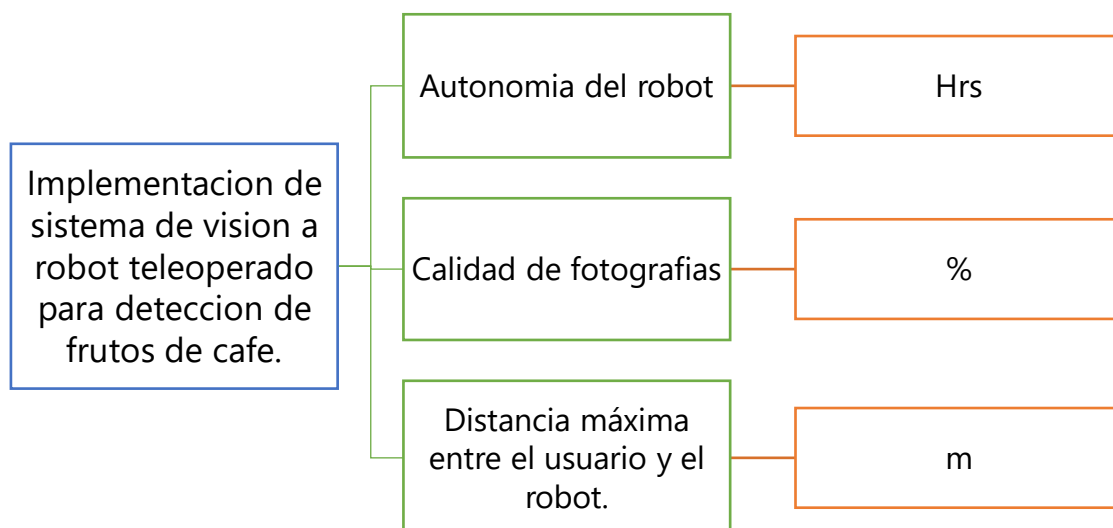 Implementacion de
sistema de vision a
robot teleoperado
para deteccion de
frutos de cafe.
Autonomia del robot
Hrs
Calidad de fotografias
%
Distancia máxima
entre el usuario y el
robot.
m